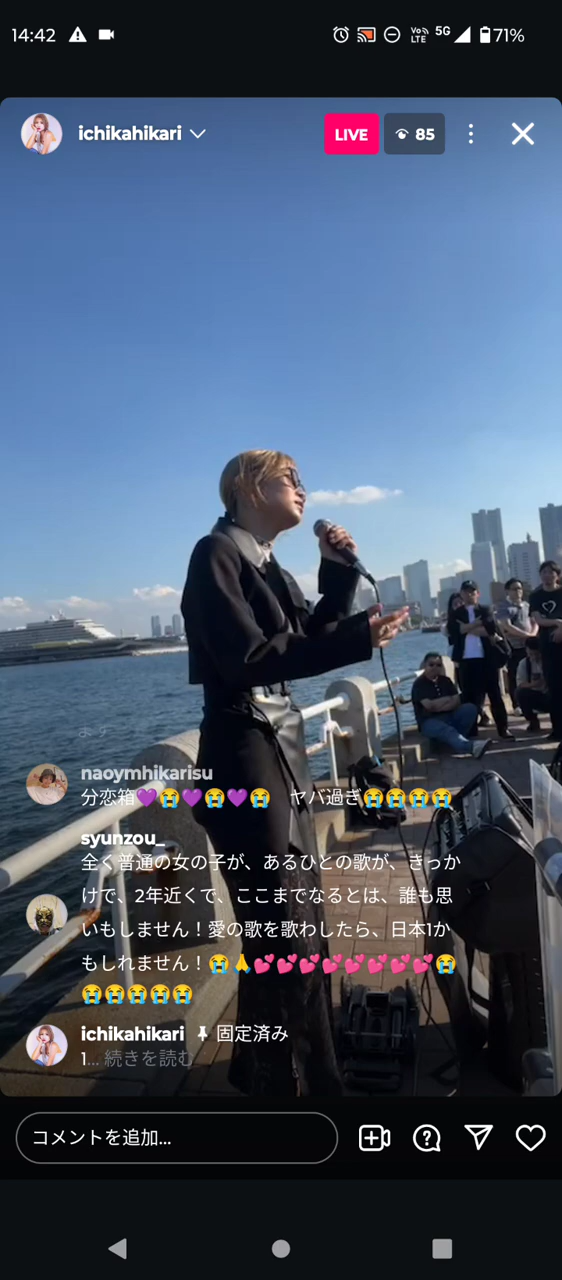 14:42
Vo LTE 5G 71%
ichikahikari
LIVE 85
naoymhikarisu
分恋箱💜😭💜😭💜😭 ヤバ過ぎ😭😭😭😭
syunzou_
全く普通の女の子が、あるひとの歌が、きっか
けで、2年近くで、ここまでなるとは、誰も思
いもしません！愛の歌を歌わしたら、日本1か
もしれません！😭🙏💕💕💕💕💕💕💕💕😭
😭😭😭😭😭
ichikahikari 固定済み
1... 続きを読む
コメントを追加...